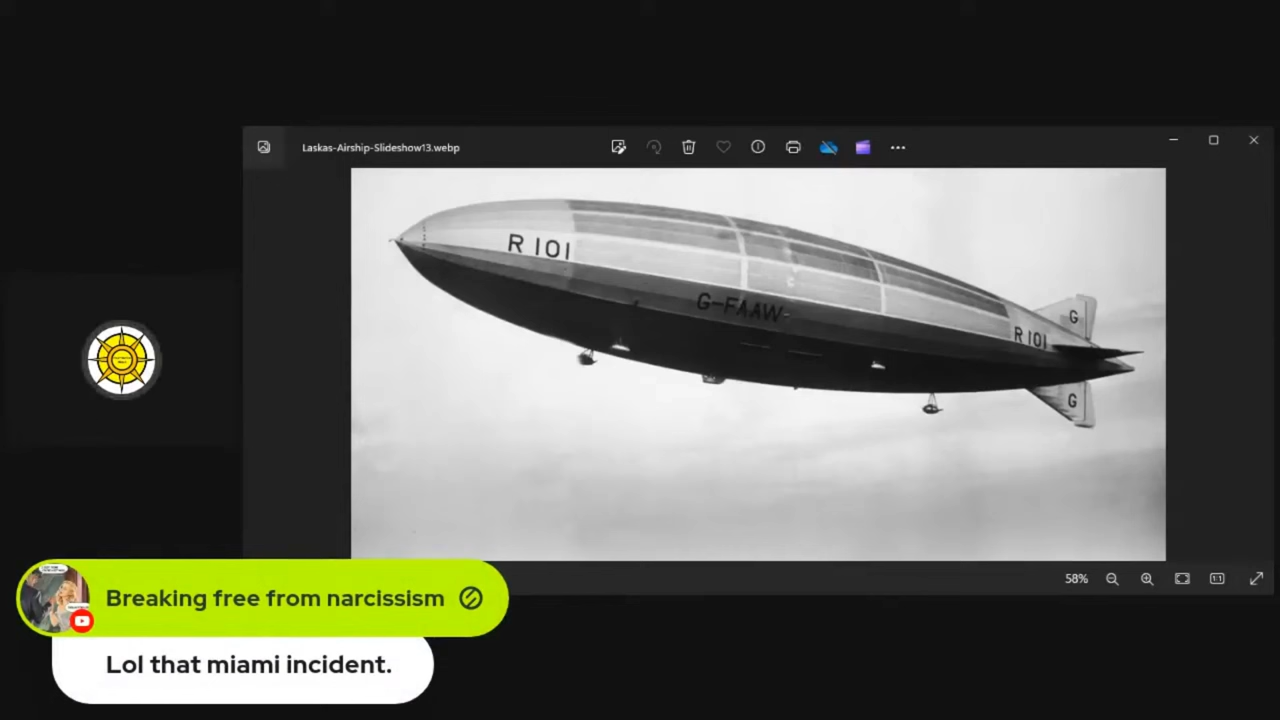 Laskas-Airship-Slideshow13.webp
R 101
G-FAAW
G
R 101
G
58%
Breaking free from narcissism
Lol that miami incident.